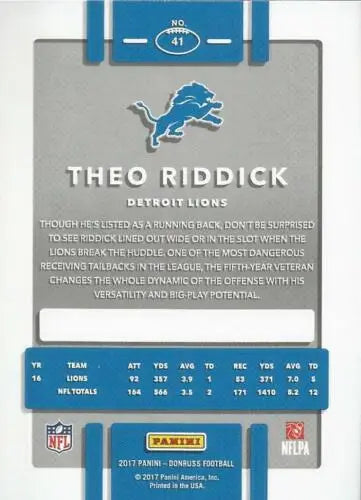 NO.
41
THEO RIDDICK
DETROIT LIONS
THOUGH HE'S LISTED AS A RUNNING BACK, DON'T BE SURPRISED
TO SEE RIDDICK LINED OUT WIDE OR IN THE SLOT WHEN THE
LIONS BREAK THE HUDDLE. ONE OF THE MOST DANGEROUS
RECEIVING TAILBACKS IN THE LEAGUE, THE FIFTH-YEAR VETERAN
CHANGES THE WHOLE DYNAMIC OF THE OFFENSE WITH HIS
VERSATILITY AND BIG-PLAY POTENTIAL.
YR TEAM ATT YDS AVG TD REC YDS AVG TD
16 LIONS 92 357 3.9 1 53 371 7.0 5
NFL TOTALS 164 566 3.5 2 171 1410 8.2 12
NFL
PANINI
NFLPA
2017 PANINI – DONRUSS FOOTBALL
© 2017 Panini America, Inc.
Printed in the USA.